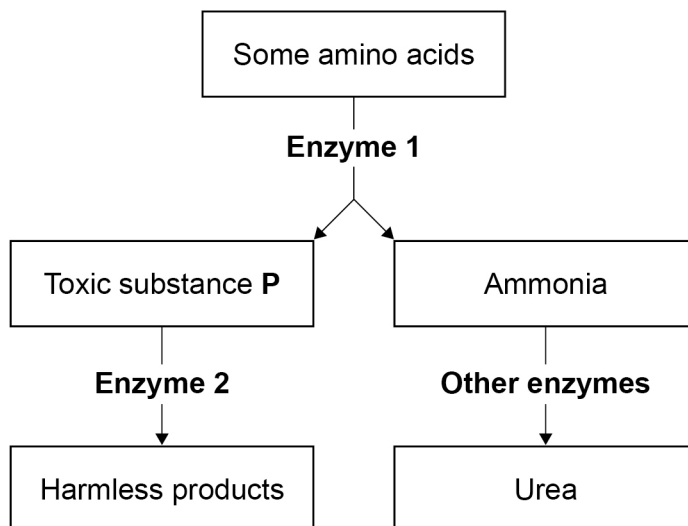 Some amino acids
Enzyme 1
Toxic substance P
Ammonia
Enzyme 2
Other enzymes
Harmless products
Urea